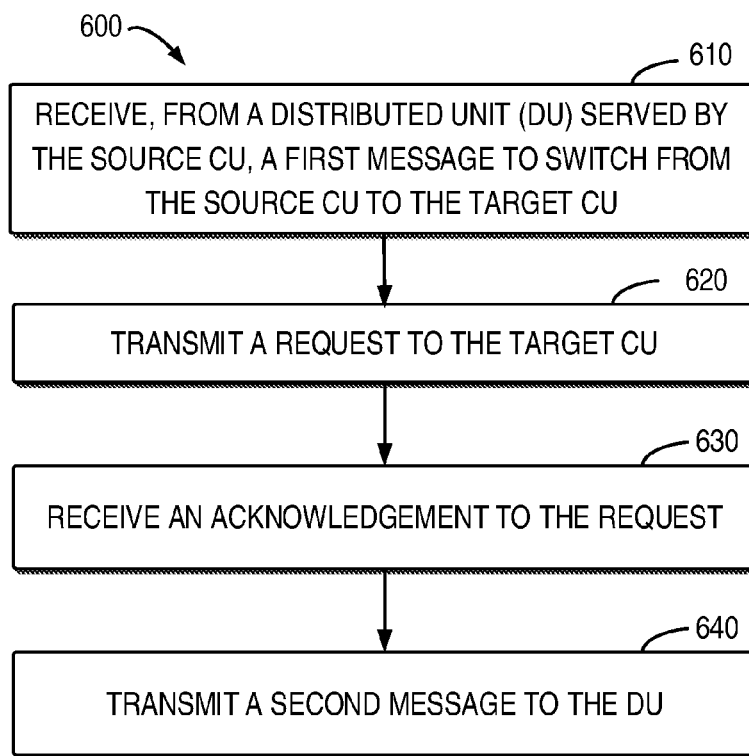 600
610
RECEIVE, FROM A DISTRIBUTED UNIT (DU) SERVED BY
THE SOURCE CU, A FIRST MESSAGE TO SWITCH FROM
THE SOURCE CU TO THE TARGET CU
620
TRANSMIT A REQUEST TO THE TARGET CU
630
RECEIVE AN ACKNOWLEDGEMENT TO THE REQUEST
640
TRANSMIT A SECOND MESSAGE TO THE DU